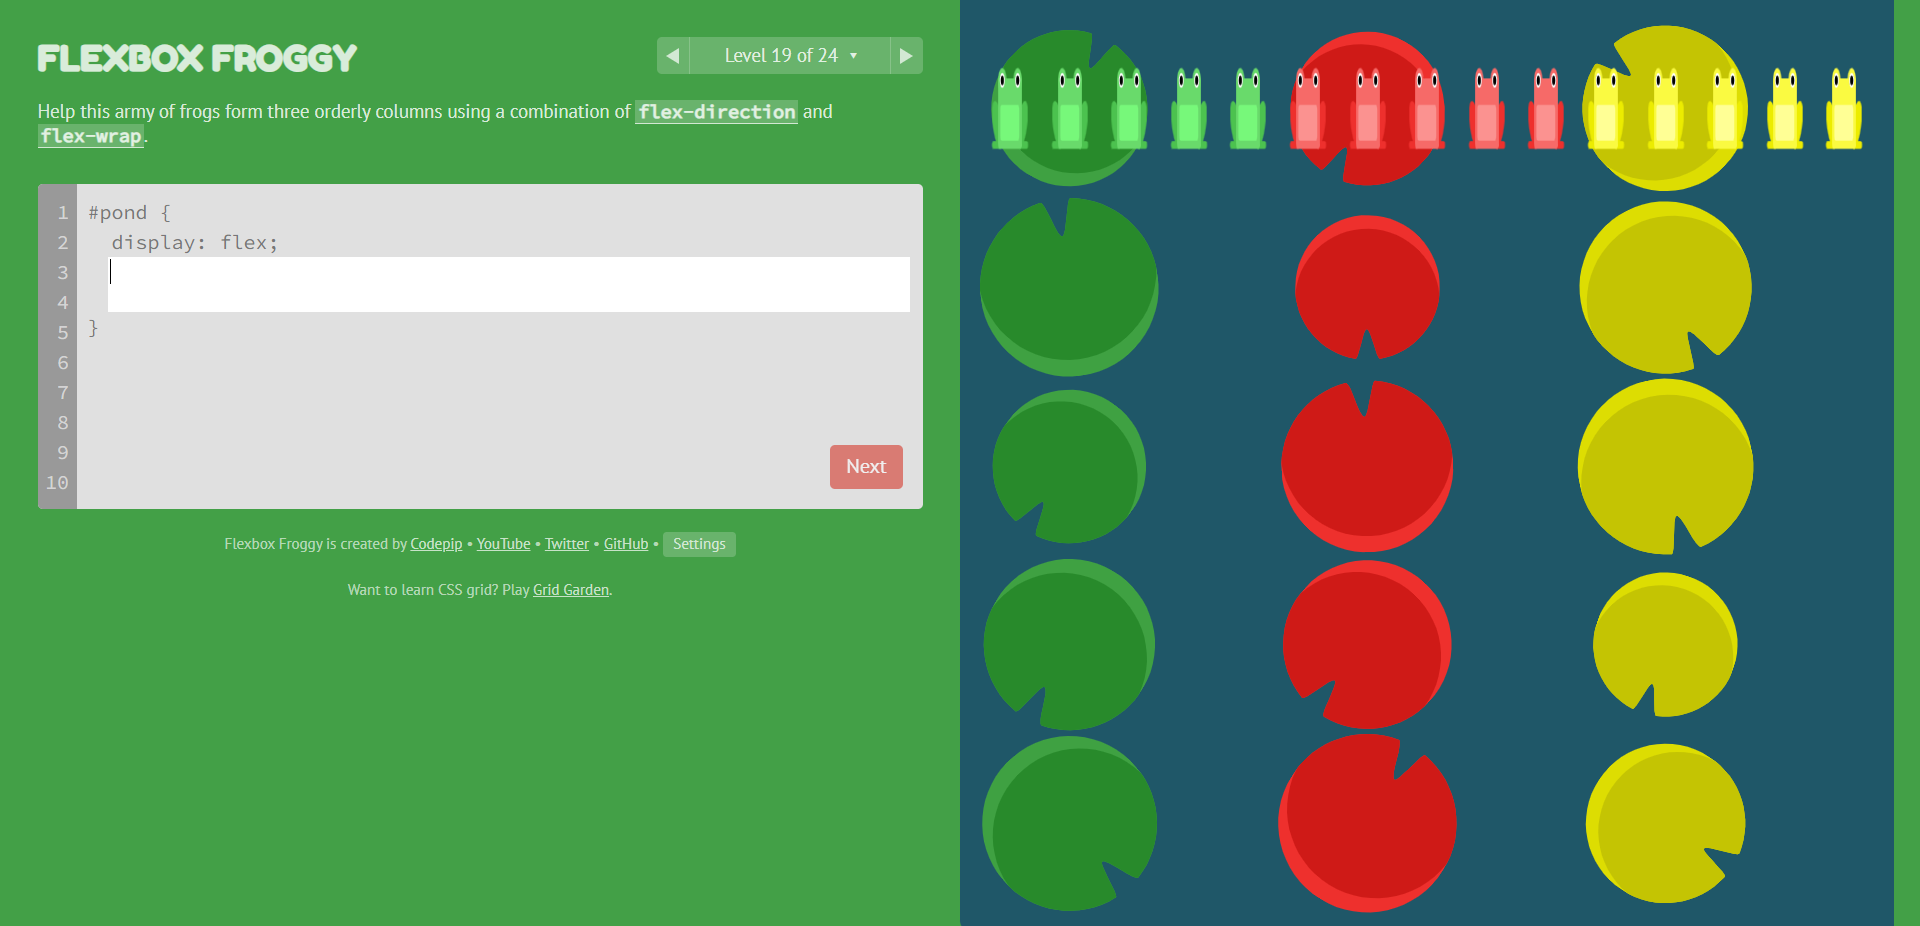 FLEXBOX FROGGY
Level 19 of 24
Help this army of frogs form three orderly columns using a combination of flex-direction and
flex-wrap.
1 #pond {
2 display: flex;
3
4
5 }
6
7
8
9
10
Next
Flexbox Froggy is created by Codepip • YouTube • Twitter • GitHub • Settings
Want to learn CSS grid? Play Grid Garden.